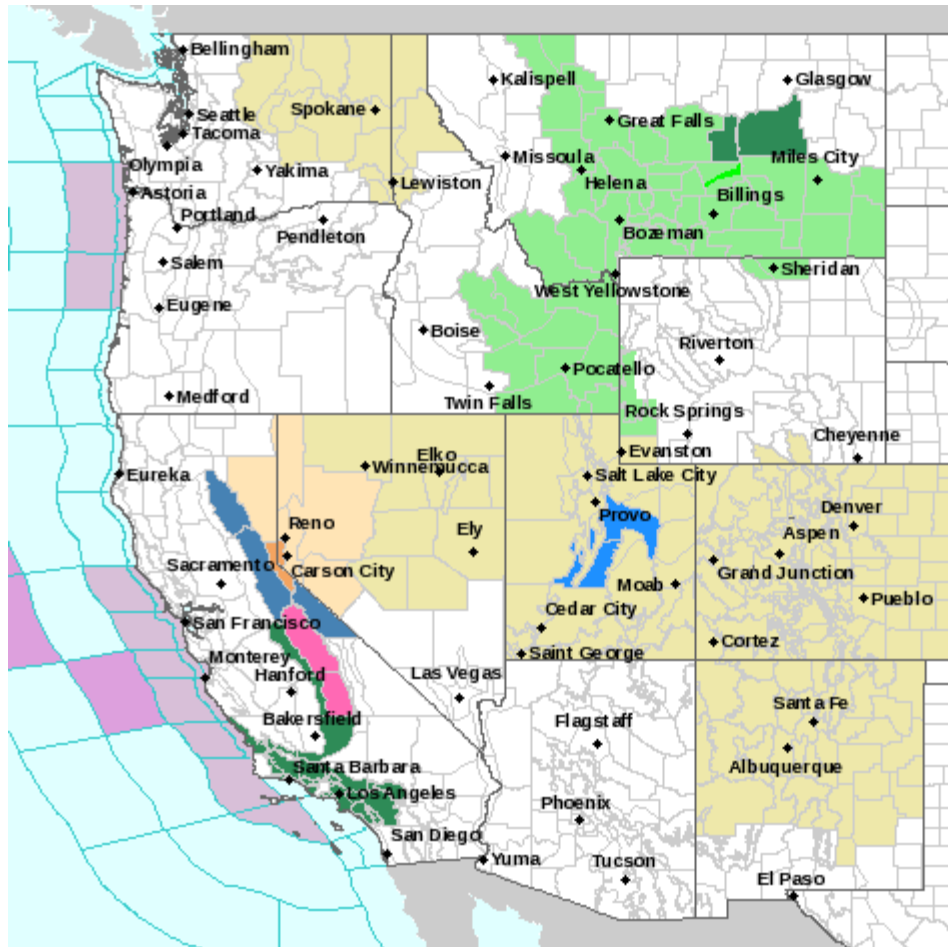 Bellingham
Kalispell
Glasgow
Spokane
Seattle
Great Falls
Tacoma
Olympia
Missoula
Miles City
Yakima
Helena
Lewiston
Astoria
Billings
Portland
Pendleton
Bozeman
Salem
Sheridan
West Yellowstone
Eugene
Boise
Riverton
Pocatello
Medford
Twin Falls
Rock Springs
Cheyenne
Evanston
Elko
Winnemucca
Eureka
Salt Lake City
Denver
Provo
Reno
Ely
Aspen
Sacramento
Carson City
Grand Junction
Moab
Pueblo
Cedar City
San Francisco
Cortez
Saint George
Monterey
Hanford
Las Vegas
Santa Fe
Bakersfield
Flagstaff
Albuquerque
Santa Barbara
Los Angeles
Phoenix
San Diego
Yuma
Tucson
El Paso